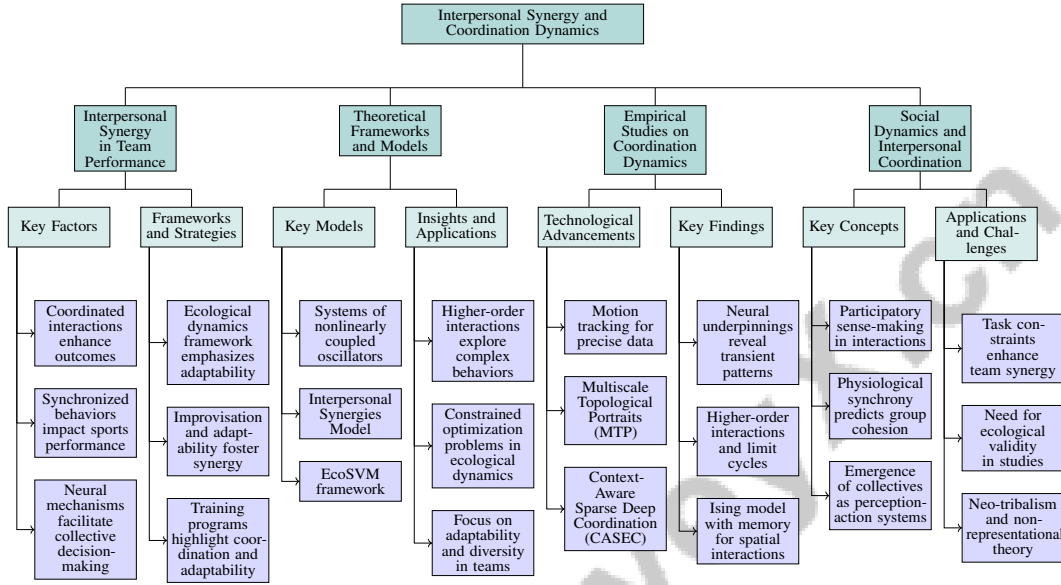 Interpersonal Synergy and
Coordination Dynamics
Interpersonal
Synergy
in Team
Performance
Theoretical
Frameworks
and Models
Empirical
Studies on
Coordination
Dynamics
Social
Dynamics and
Interpersonal
Coordination
Key Factors
Frameworks
and Strategies
Key Models
Insights and
Applications
Technological
Advancements
Key Findings
Key Concepts
Applications
and Chal-
lenges
Coordinated
interactions
enhance
outcomes
Synchronized
behaviors
impact sports
performance
Neural
mechanisms
facilitate
collective
decision-
making
Ecological
dynamics
framework
emphasizes
adaptability
Improvisation
and adapt-
ability foster
synergy
Training
programs
highlight coor-
dination and
adaptability
Systems of
nonlinearly
coupled
oscillators
Interpersonal
Synergies
Model
EcoSVM
framework
Higher-order
interactions
explore
complex
behaviors
Constrained
optimization
problems in
ecological
dynamics
Focus on
adaptability
and diversity
in teams
Motion
tracking for
precise data
Multiscale
Topological
Portraits
(MTP)
Context-
Aware
Sparse Deep
Coordination
(CASEC)
Neural
underpinnings
reveal
transient
patterns
Higher-order
interactions
and limit
cycles
Ising model
with memory
for spatial
interactions
Participatory
sense-making
in interactions
Physiological
synchrony
predicts group
cohesion
Emergence of
collectives as
perception-
action systems
Task con-
straints
enhance
team synergy
Need for
ecological
validity
in studies
Neo-tribalism
and non-
representational
theory